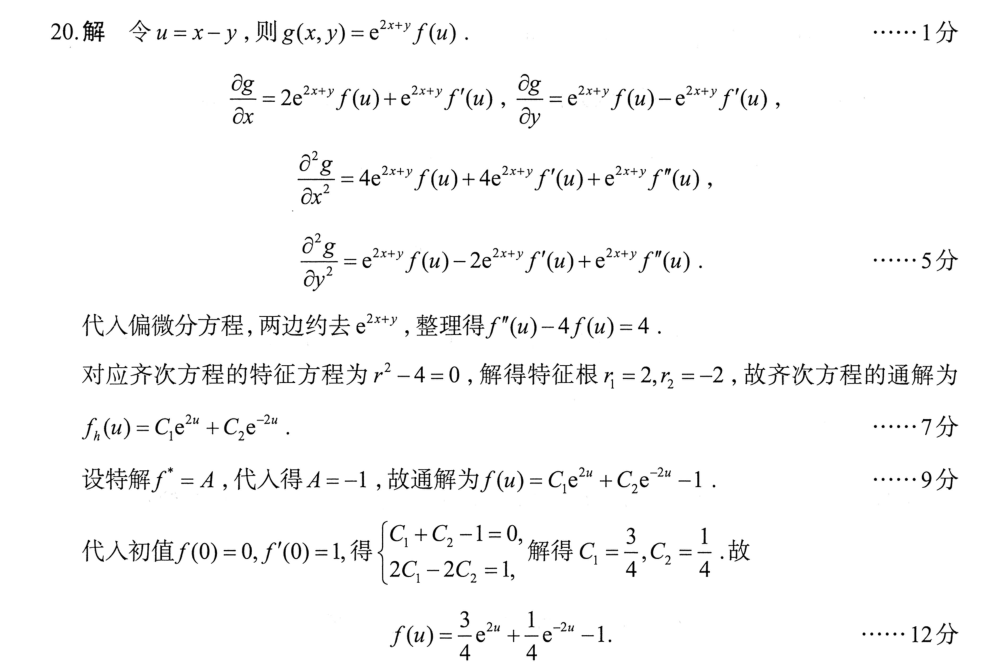 20.解 令 u = x − y ,则 g(x, y) = e^{2x+y} f(u) . ……1分
∂g/∂x = 2e^{2x+y} f(u) + e^{2x+y} f′(u) , ∂g/∂y = e^{2x+y} f(u) − e^{2x+y} f′(u) ,
∂²g/∂x² = 4e^{2x+y} f(u) + 4e^{2x+y} f′(u) + e^{2x+y} f″(u) ,
∂²g/∂y² = e^{2x+y} f(u) − 2e^{2x+y} f′(u) + e^{2x+y} f″(u) . ……5分
代入偏微分方程,两边约去 e^{2x+y} ,整理得 f″(u) − 4f(u) = 4 .
对应齐次方程的特征方程为 r² − 4 = 0 ,解得特征根 r₁ = 2, r₂ = −2 ,故齐次方程的通解为
f_h(u) = C₁e^{2u} + C₂e^{−2u} . ……7分
设特解 f* = A ,代入得 A = −1 ,故通解为 f(u) = C₁e^{2u} + C₂e^{−2u} − 1 . ……9分
代入初值 f(0) = 0, f′(0) = 1, 得 { C₁ + C₂ − 1 = 0, 2C₁ − 2C₂ = 1, 解得 C₁ = 3/4, C₂ = 1/4 .故
f(u) = 3/4 e^{2u} + 1/4 e^{−2u} − 1. ……12分